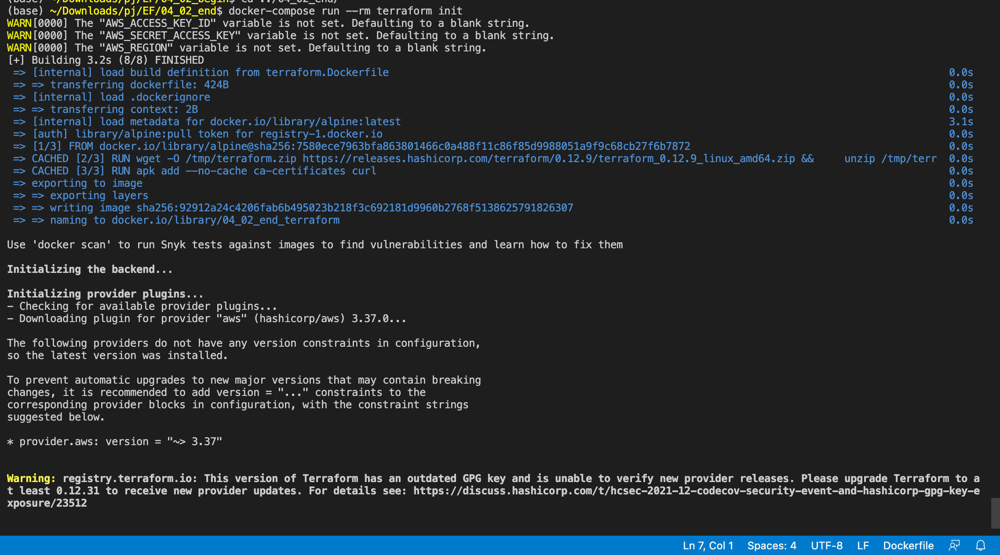 (base) ~/Downloads/pj/EF/04_02_begin$ cd ../04_02_end/
(base) ~/Downloads/pj/EF/04_02_end$ docker-compose run --rm terraform init
WARN[0000] The "AWS_ACCESS_KEY_ID" variable is not set. Defaulting to a blank string.
WARN[0000] The "AWS_SECRET_ACCESS_KEY" variable is not set. Defaulting to a blank string.
WARN[0000] The "AWS_REGION" variable is not set. Defaulting to a blank string.
[+] Building 3.2s (8/8) FINISHED
=> [internal] load build definition from terraform.Dockerfile 0.0s
=> => transferring dockerfile: 424B 0.0s
=> [internal] load .dockerignore 0.0s
=> => transferring context: 2B 0.0s
=> [internal] load metadata for docker.io/library/alpine:latest 3.1s
=> [auth] library/alpine:pull token for registry-1.docker.io 0.0s
=> [1/3] FROM docker.io/library/alpine@sha256:7580ece7963bfa863801466c0a488f11c86f85d9988051a9f9c68cb27f6b7872 0.0s
=> CACHED [2/3] RUN wget -O /tmp/terraform.zip https://releases.hashicorp.com/terraform/0.12.9/terraform_0.12.9_linux_amd64.zip && unzip /tmp/terr 0.0s
=> CACHED [3/3] RUN apk add --no-cache ca-certificates curl 0.0s
=> exporting to image 0.0s
=> => exporting layers 0.0s
=> => writing image sha256:92912a24c4206fab6b495023b218f3c692181d9960b2768f5138625791826307 0.0s
=> => naming to docker.io/library/04_02_end_terraform 0.0s
Use 'docker scan' to run Snyk tests against images to find vulnerabilities and learn how to fix them
Initializing the backend...
Initializing provider plugins...
- Checking for available provider plugins...
- Downloading plugin for provider "aws" (hashicorp/aws) 3.37.0...
The following providers do not have any version constraints in configuration,
so the latest version was installed.
To prevent automatic upgrades to new major versions that may contain breaking
changes, it is recommended to add version = "..." constraints to the
corresponding provider blocks in configuration, with the constraint strings
suggested below.
* provider.aws: version = "~> 3.37"
Warning: registry.terraform.io: This version of Terraform has an outdated GPG key and is unable to verify new provider releases. Please upgrade Terraform to a
t least 0.12.31 to receive new provider updates. For details see: https://discuss.hashicorp.com/t/hcsec-2021-12-codecov-security-event-and-hashicorp-gpg-key-e
xposure/23512
Ln 7, Col 1 Spaces: 4 UTF-8 LF Dockerfile